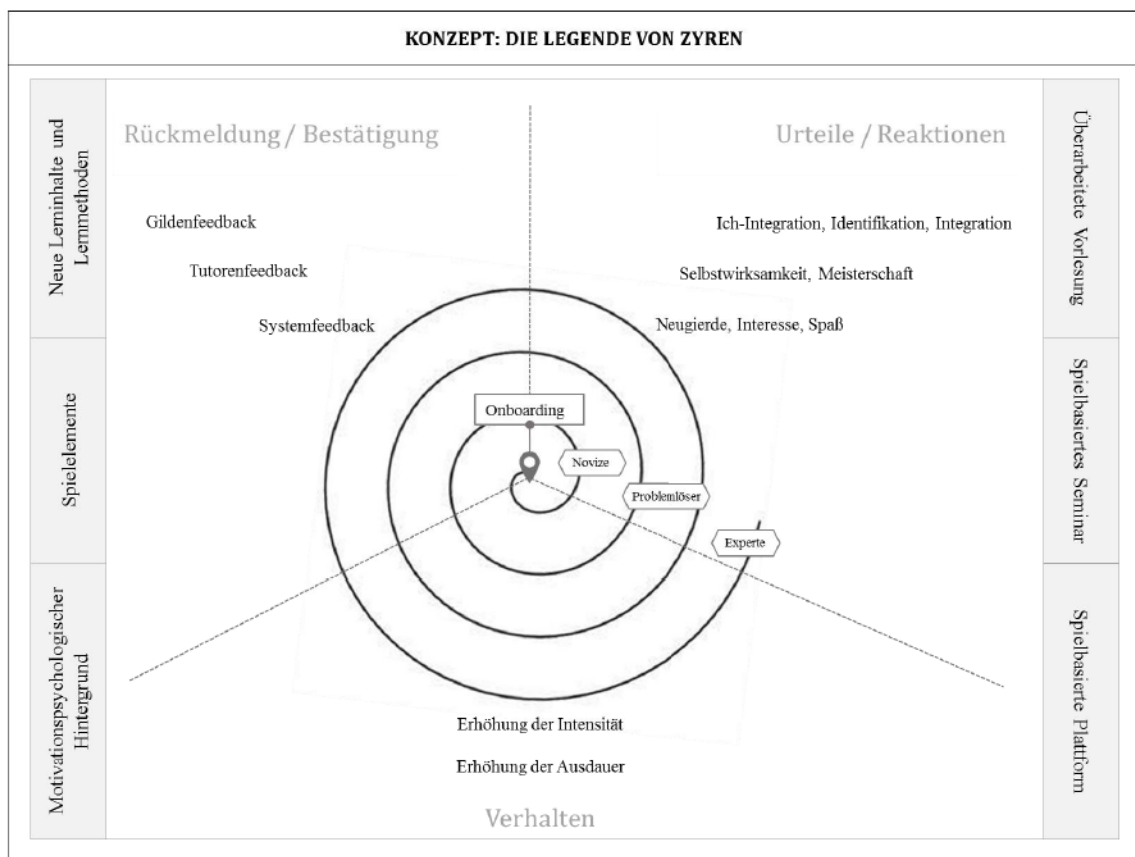 KONZEPT: DIE LEGENDE VON ZYREN
Neue Lerninhalte und
Lernmethoden
Spielelemente
Motivationspsychologischer
Hintergrund
Rückmeldung / Bestätigung
Gildenfeedback
Tutorenfeedback
Systemfeedback
Urteile / Reaktionen
Ich-Integration, Identifikation, Integration
Selbstwirksamkeit, Meisterschaft
Neugierde, Interesse, Spaß
Onboarding
Novize
Problemlöser
Experte
Erhöhung der Intensität
Erhöhung der Ausdauer
Verhalten
Überarbeitete Vorlesung
Spielbasiertes Seminar
Spielbasierte Plattform